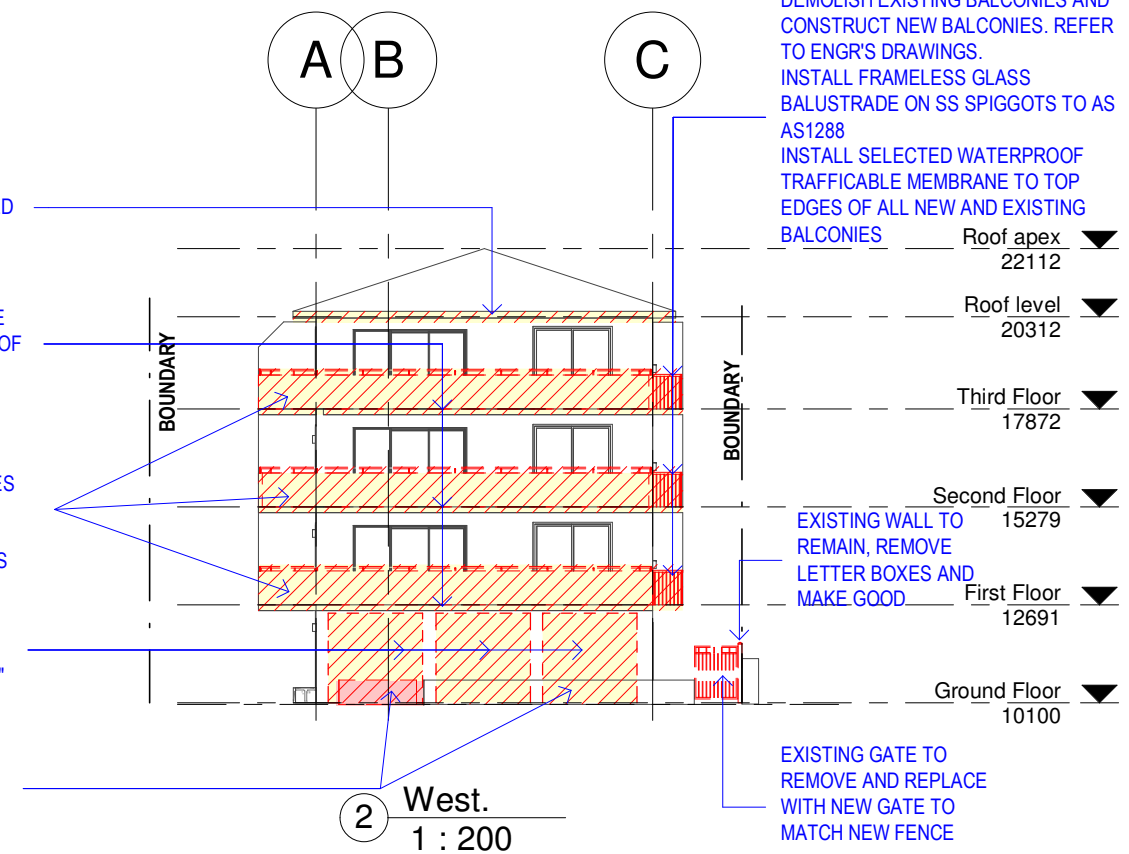 A
B
C
DEMOLISH EXISTING BALCONIES AND
CONSTRUCT NEW BALCONIES. REFER
TO ENGR'S DRAWINGS.
INSTALL FRAMELESS GLASS
BALUSTRADE ON SS SPIGGOTS TO AS
AS1288
INSTALL SELECTED WATERPROOF
TRAFFICABLE MEMBRANE TO TOP
EDGES OF ALL NEW AND EXISTING
BALCONIES
D
E
OF
ES
S
"
BOUNDARY
BOUNDARY
Roof apex
22112
Roof level
20312
Third Floor
17872
Second Floor
15279
EXISTING WALL TO
REMAIN, REMOVE
LETTER BOXES AND
MAKE GOOD
First Floor
12691
Ground Floor
10100
EXISTING GATE TO
REMOVE AND REPLACE
WITH NEW GATE TO
MATCH NEW FENCE
2
West.
1 : 200